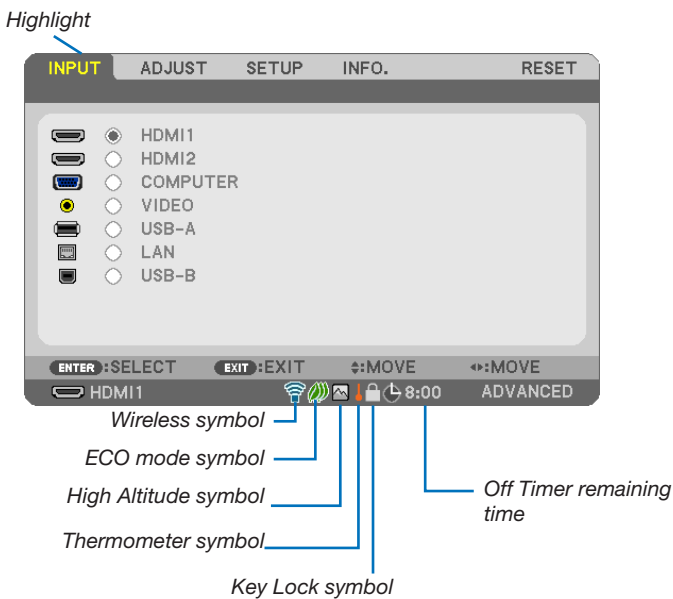 Highlight
INPUT ADJUST SETUP INFO. RESET
HDMI1
HDMI2
COMPUTER
VIDEO
USB-A
LAN
USB-B
ENTER:SELECT EXIT:EXIT :MOVE :MOVE
HDMI1 8:00 ADVANCED
Wireless symbol
ECO mode symbol
High Altitude symbol
Off Timer remaining
time
Thermometer symbol
Key Lock symbol